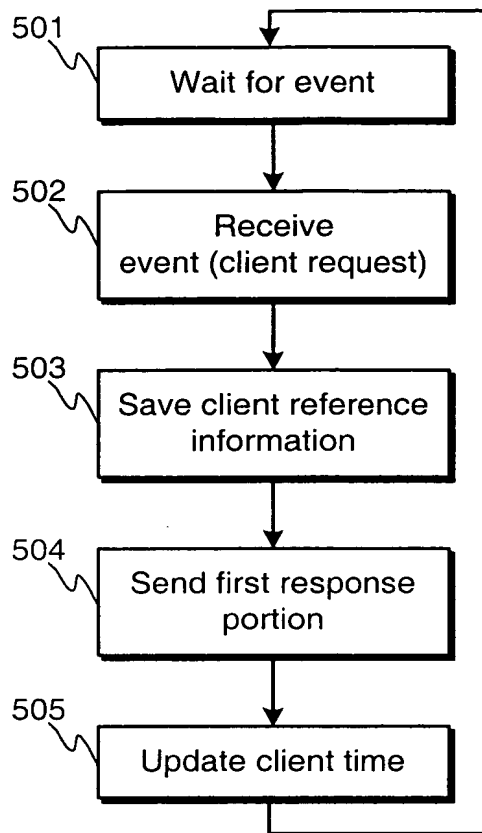 501
Wait for event
502
Receive
event (client request)
503
Save client reference
information
504
Send first response
portion
505
Update client time